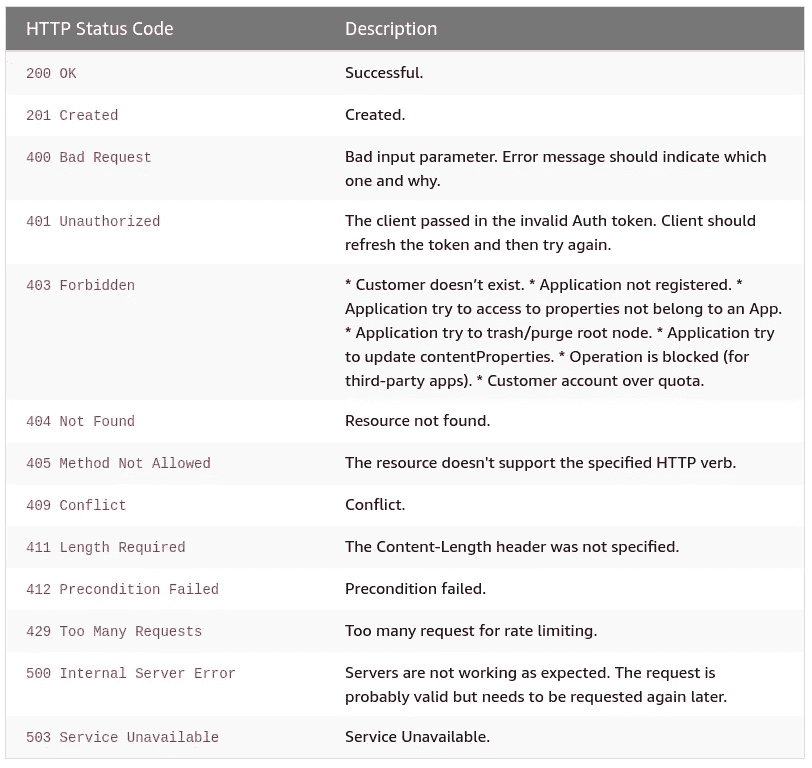 HTTP Status Code Description
200 OK Successful.
201 Created Created.
400 Bad Request Bad input parameter. Error message should indicate which
one and why.
401 Unauthorized The client passed in the invalid Auth token. Client should
refresh the token and then try again.
403 Forbidden * Customer doesn’t exist. * Application not registered. *
Application try to access to properties not belong to an App.
* Application try to trash/purge root node. * Application try
to update contentProperties. * Operation is blocked (for
third-party apps). * Customer account over quota.
404 Not Found Resource not found.
405 Method Not Allowed The resource doesn't support the specified HTTP verb.
409 Conflict Conflict.
411 Length Required The Content-Length header was not specified.
412 Precondition Failed Precondition failed.
429 Too Many Requests Too many request for rate limiting.
500 Internal Server Error Servers are not working as expected. The request is
probably valid but needs to be requested again later.
503 Service Unavailable Service Unavailable.